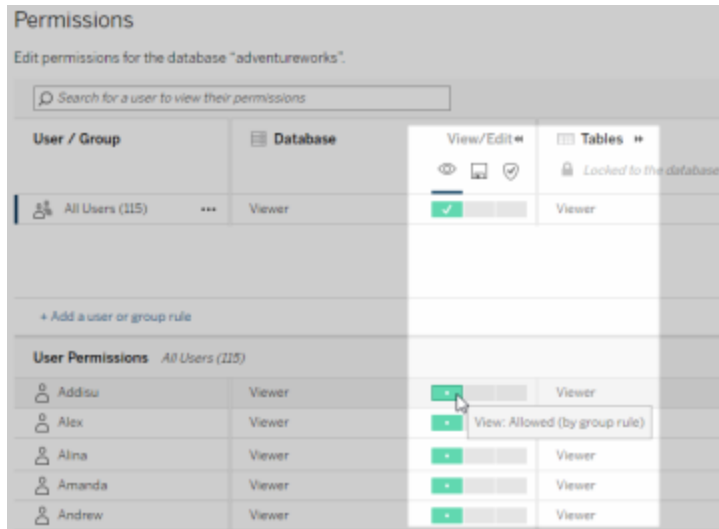 Permissions
Edit permissions for the database "adventureworks".
Search for a user to view their permissions
User / Group Database View/Edit Tables
Locked to the database
All Users (115) ... Viewer Viewer
+ Add a user or group rule
User Permissions All Users (115)
Addisu Viewer Viewer
Alex Viewer View: Allowed (by group rule)
Alina Viewer Viewer
Amanda Viewer Viewer
Andrew Viewer Viewer